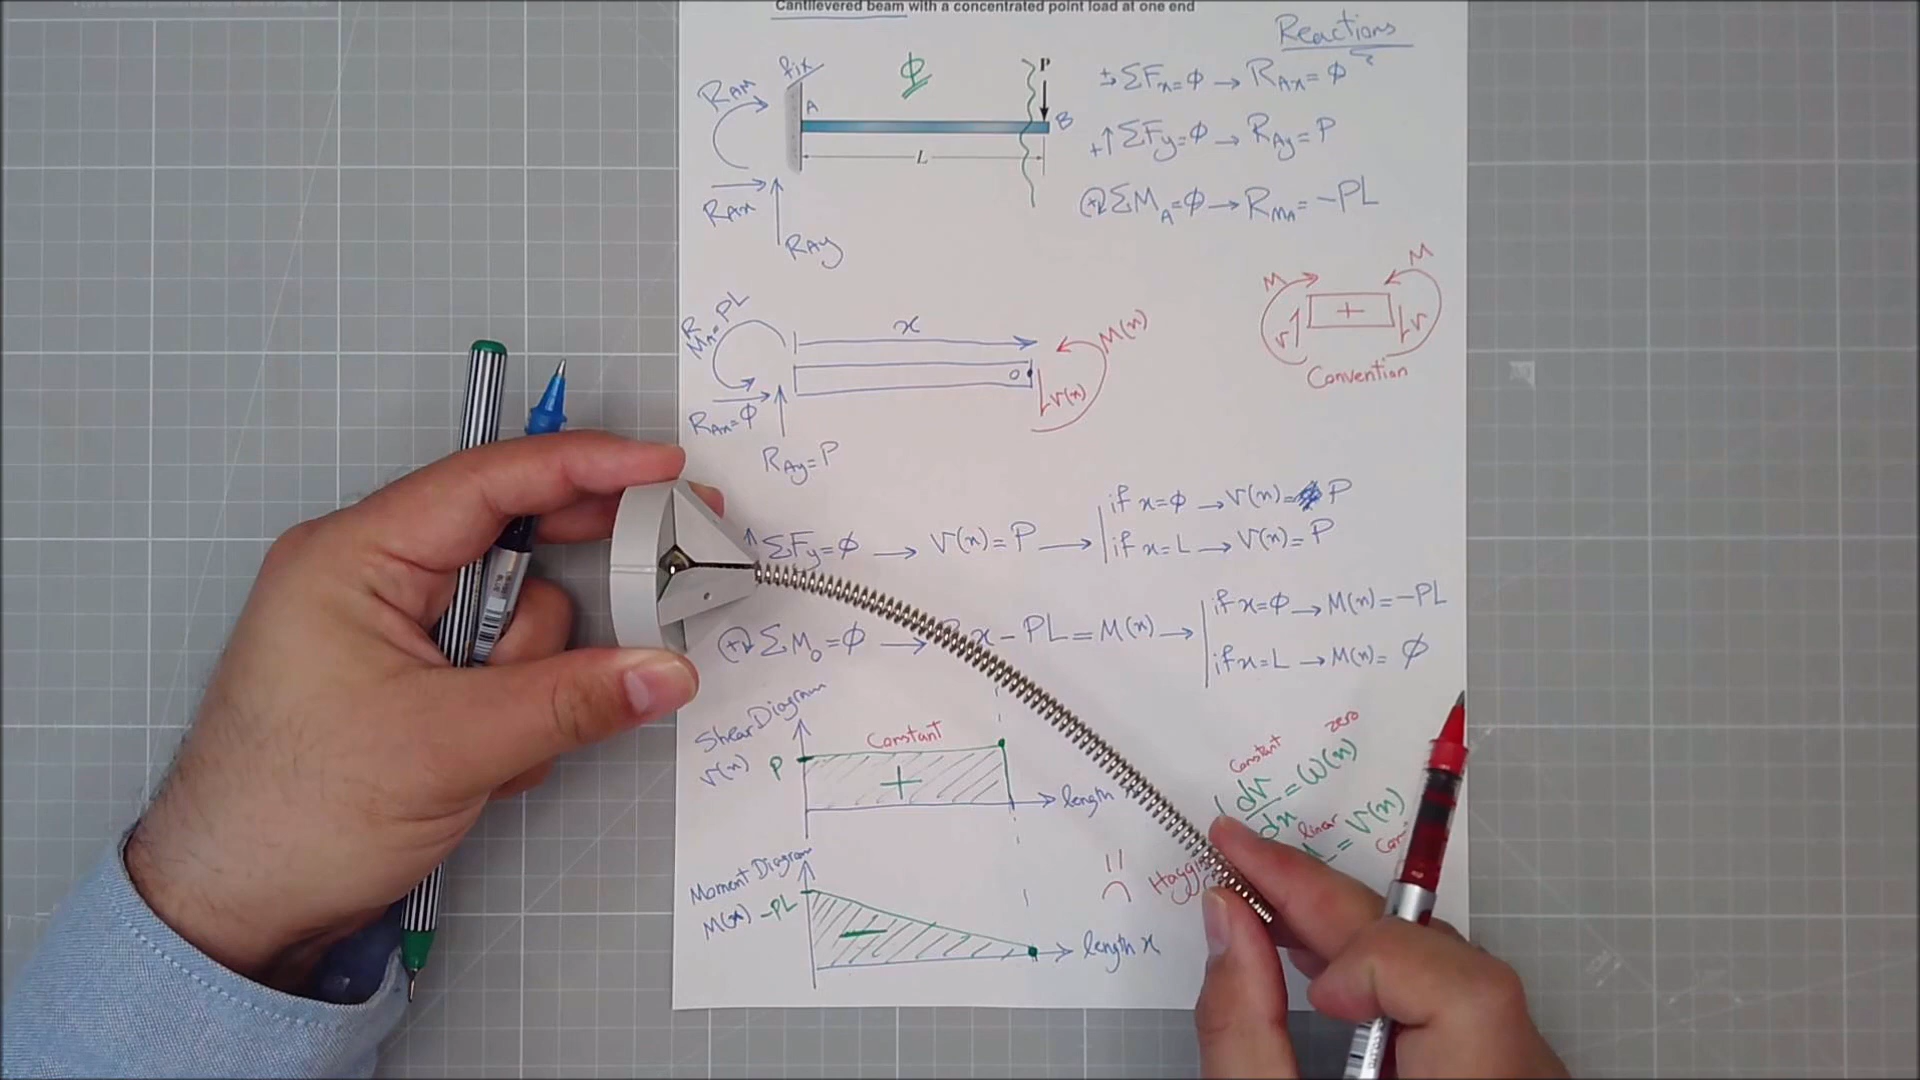 Cantilevered beam with a concentrated point load at one end
Reactions
fix
RAM
A
P
B
L
RAx
RAy
Φ
±→ ΣFx=Φ → RAx= Φ
+↑ ΣFy=Φ → RAy= P
ΣMA=Φ → RMA= -PL
M
M
V
+
V
Convention
RMA=PL
x
M(x)
O
V(x)
RAx=Φ
RAy=P
↑ ΣFy=Φ → V(x)= P →
if x=Φ → V(x)= P
if x=L → V(x)= P
ΣMO=Φ → x - PL = M(x) →
if x=Φ → M(x)= -PL
if x=L → M(x)= Φ
Shear Diagram
V(x)
P
Constant
+
length
Constant
zero
dV/dx = W(x)
linear
= V(x)
Moment Diagram
M(x)
-PL
−
length x